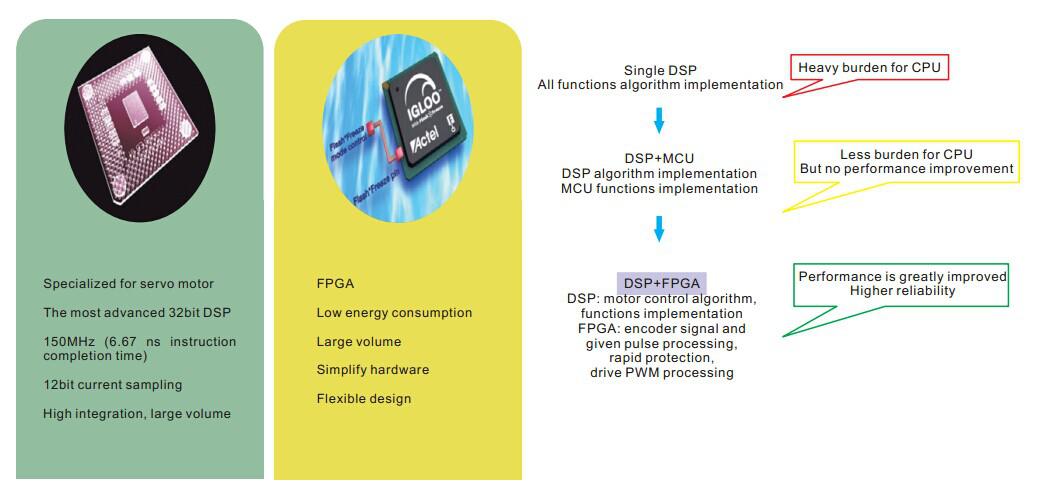 IGLOO
Actel
Flash*Freeze
mode control
Flash*Freeze pin
Specialized for servo motor
The most advanced 32bit DSP
150MHz (6.67 ns instruction
completion time)
12bit current sampling
High integration, large volume
FPGA
Low energy consumption
Large volume
Simplify hardware
Flexible design
Single DSP
All functions algorithm implementation
Heavy burden for CPU
DSP+MCU
DSP algorithm implementation
MCU functions implementation
Less burden for CPU
But no performance improvement
DSP+FPGA
DSP: motor control algorithm,
functions implementation
FPGA: encoder signal and
given pulse processing,
rapid protection,
drive PWM processing
Performance is greatly improved
Higher reliability